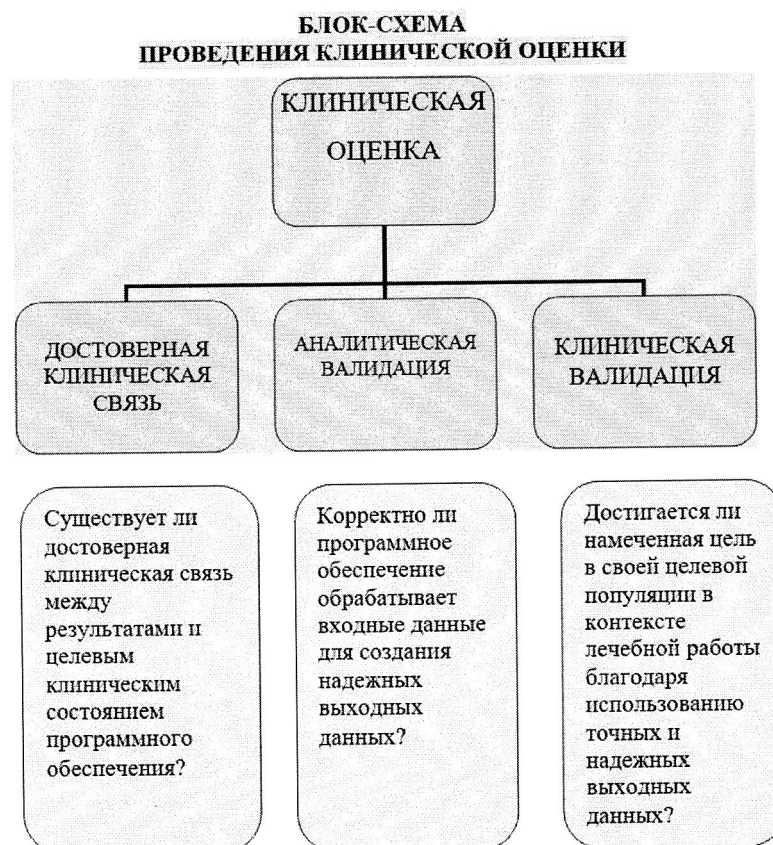 БЛОК-СХЕМА
ПРОВЕДЕНИЯ КЛИНИЧЕСКОЙ ОЦЕНКИ
КЛИНИЧЕСКАЯ
ОЦЕНКА
ДОСТОВЕРНАЯ
КЛИНИЧЕСКАЯ
СВЯЗЬ
АНАЛИТИЧЕСКАЯ
ВАЛИДАЦИЯ
КЛИНИЧЕСКАЯ
ВАЛИДАЦИЯ
Существует ли
достоверная
клиническая связь
между
результатами и
целевым
клиническим
состоянием
программного
обеспечения?
Корректно ли
программное
обеспечение
обрабатывает
входные данные
для создания
надежных
выходных
данных?
Достигается ли
намеченная цель
в своей целевой
популяции в
контексте
лечебной работы
благодаря
использованию
точных и
надежных
выходных
данных?